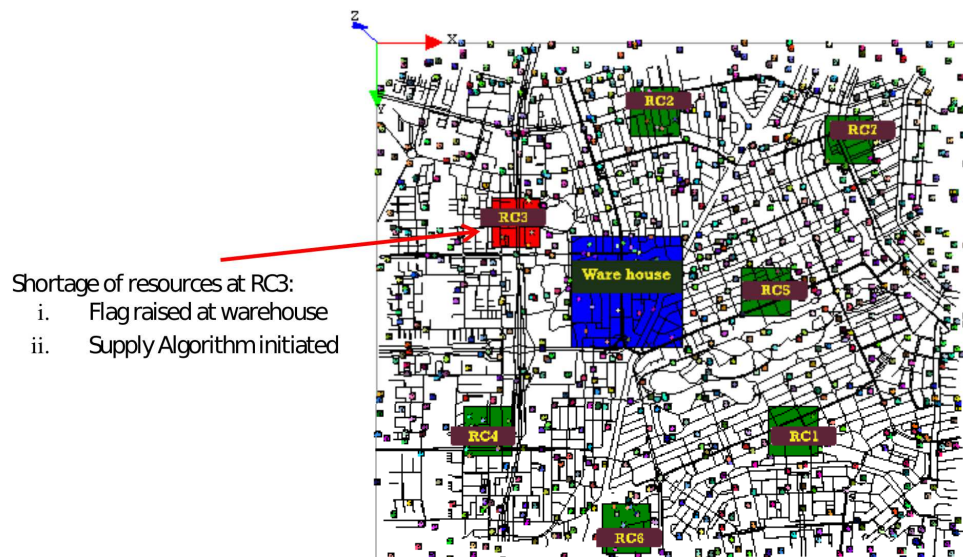 Z
X
Y
RC2
RC7
RC3
Ware house
RC5
Shortage of resources at RC3:
i. Flag raised at warehouse
ii. Supply Algorithm initiated
RC4
RC1
RC6